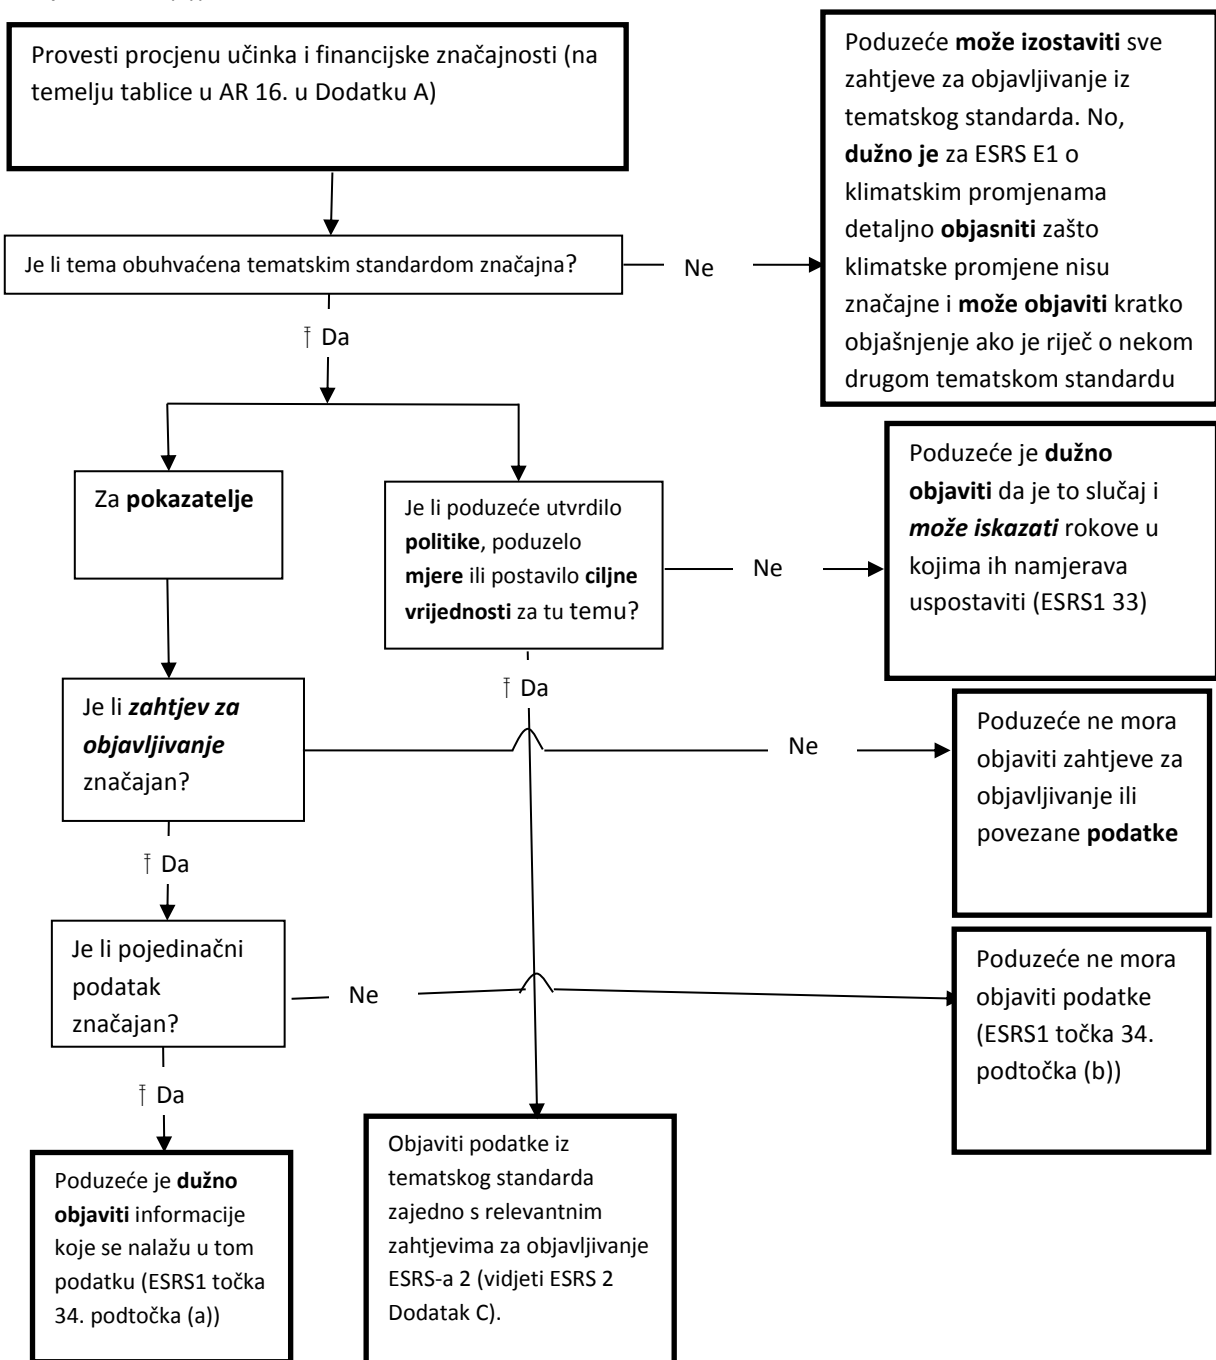 Provesti procjenu učinka i financijske značajnosti (na
temelju tablice u AR 16. u Dodatku A)
Poduzeće može izostaviti sve
zahtjeve za objavljivanje iz
tematskog standarda. No,
dužno je za ESRS E1 o
klimatskim promjenama
detaljno objasniti zašto
klimatske promjene nisu
značajne i može objaviti kratko
objašnjenje ako je riječ o nekom
drugom tematskom standardu
Je li tema obuhvaćena tematskim standardom značajna?
Ne
Da
Za pokazatelje
Je li poduzeće utvrdilo
politike, poduzelo
mjere ili postavilo ciljne
vrijednosti za tu temu?
Ne
Poduzeće je dužno
objaviti da je to slučaj i
može iskazati rokove u
kojima ih namjerava
uspostaviti (ESRS1 33)
Da
Je li zahtjev za
objavljivanje
značajan?
Ne
Poduzeće ne mora
objaviti zahtjeve za
objavljivanje ili
povezane podatke
Da
Je li pojedinačni
podatak
značajan?
Ne
Poduzeće ne mora
objaviti podatke
(ESRS1 točka 34.
podtočka (b))
Da
Poduzeće je dužno
objaviti informacije
koje se nalažu u tom
podatku (ESRS1 točka
34. podtočka (a))
Objaviti podatke iz
tematskog standarda
zajedno s relevantnim
zahtjevima za objavljivanje
ESRS-a 2 (vidjeti ESRS 2
Dodatak C).